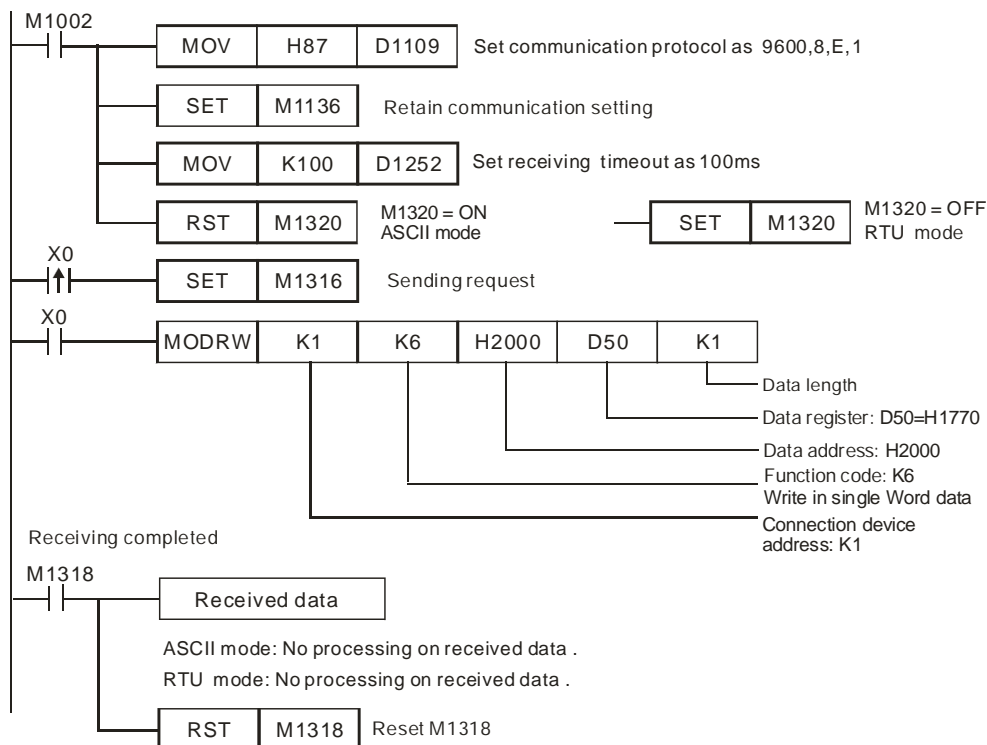 M1002
MOV H87 D1109 Set communication protocol as 9600,8,E,1
SET M1136 Retain communication setting
MOV K100 D1252 Set receiving timeout as 100ms
RST M1320 M1320 = ON
ASCII mode
SET M1320 M1320 = OFF
RTU mode
X0
SET M1316 Sending request
X0
MODRW K1 K6 H2000 D50 K1
Data length
Data register: D50=H1770
Data address: H2000
Function code: K6
Write in single Word data
Connection device
address: K1
Receiving completed
M1318
Received data
ASCII mode: No processing on received data .
RTU mode: No processing on received data .
RST M1318 Reset M1318